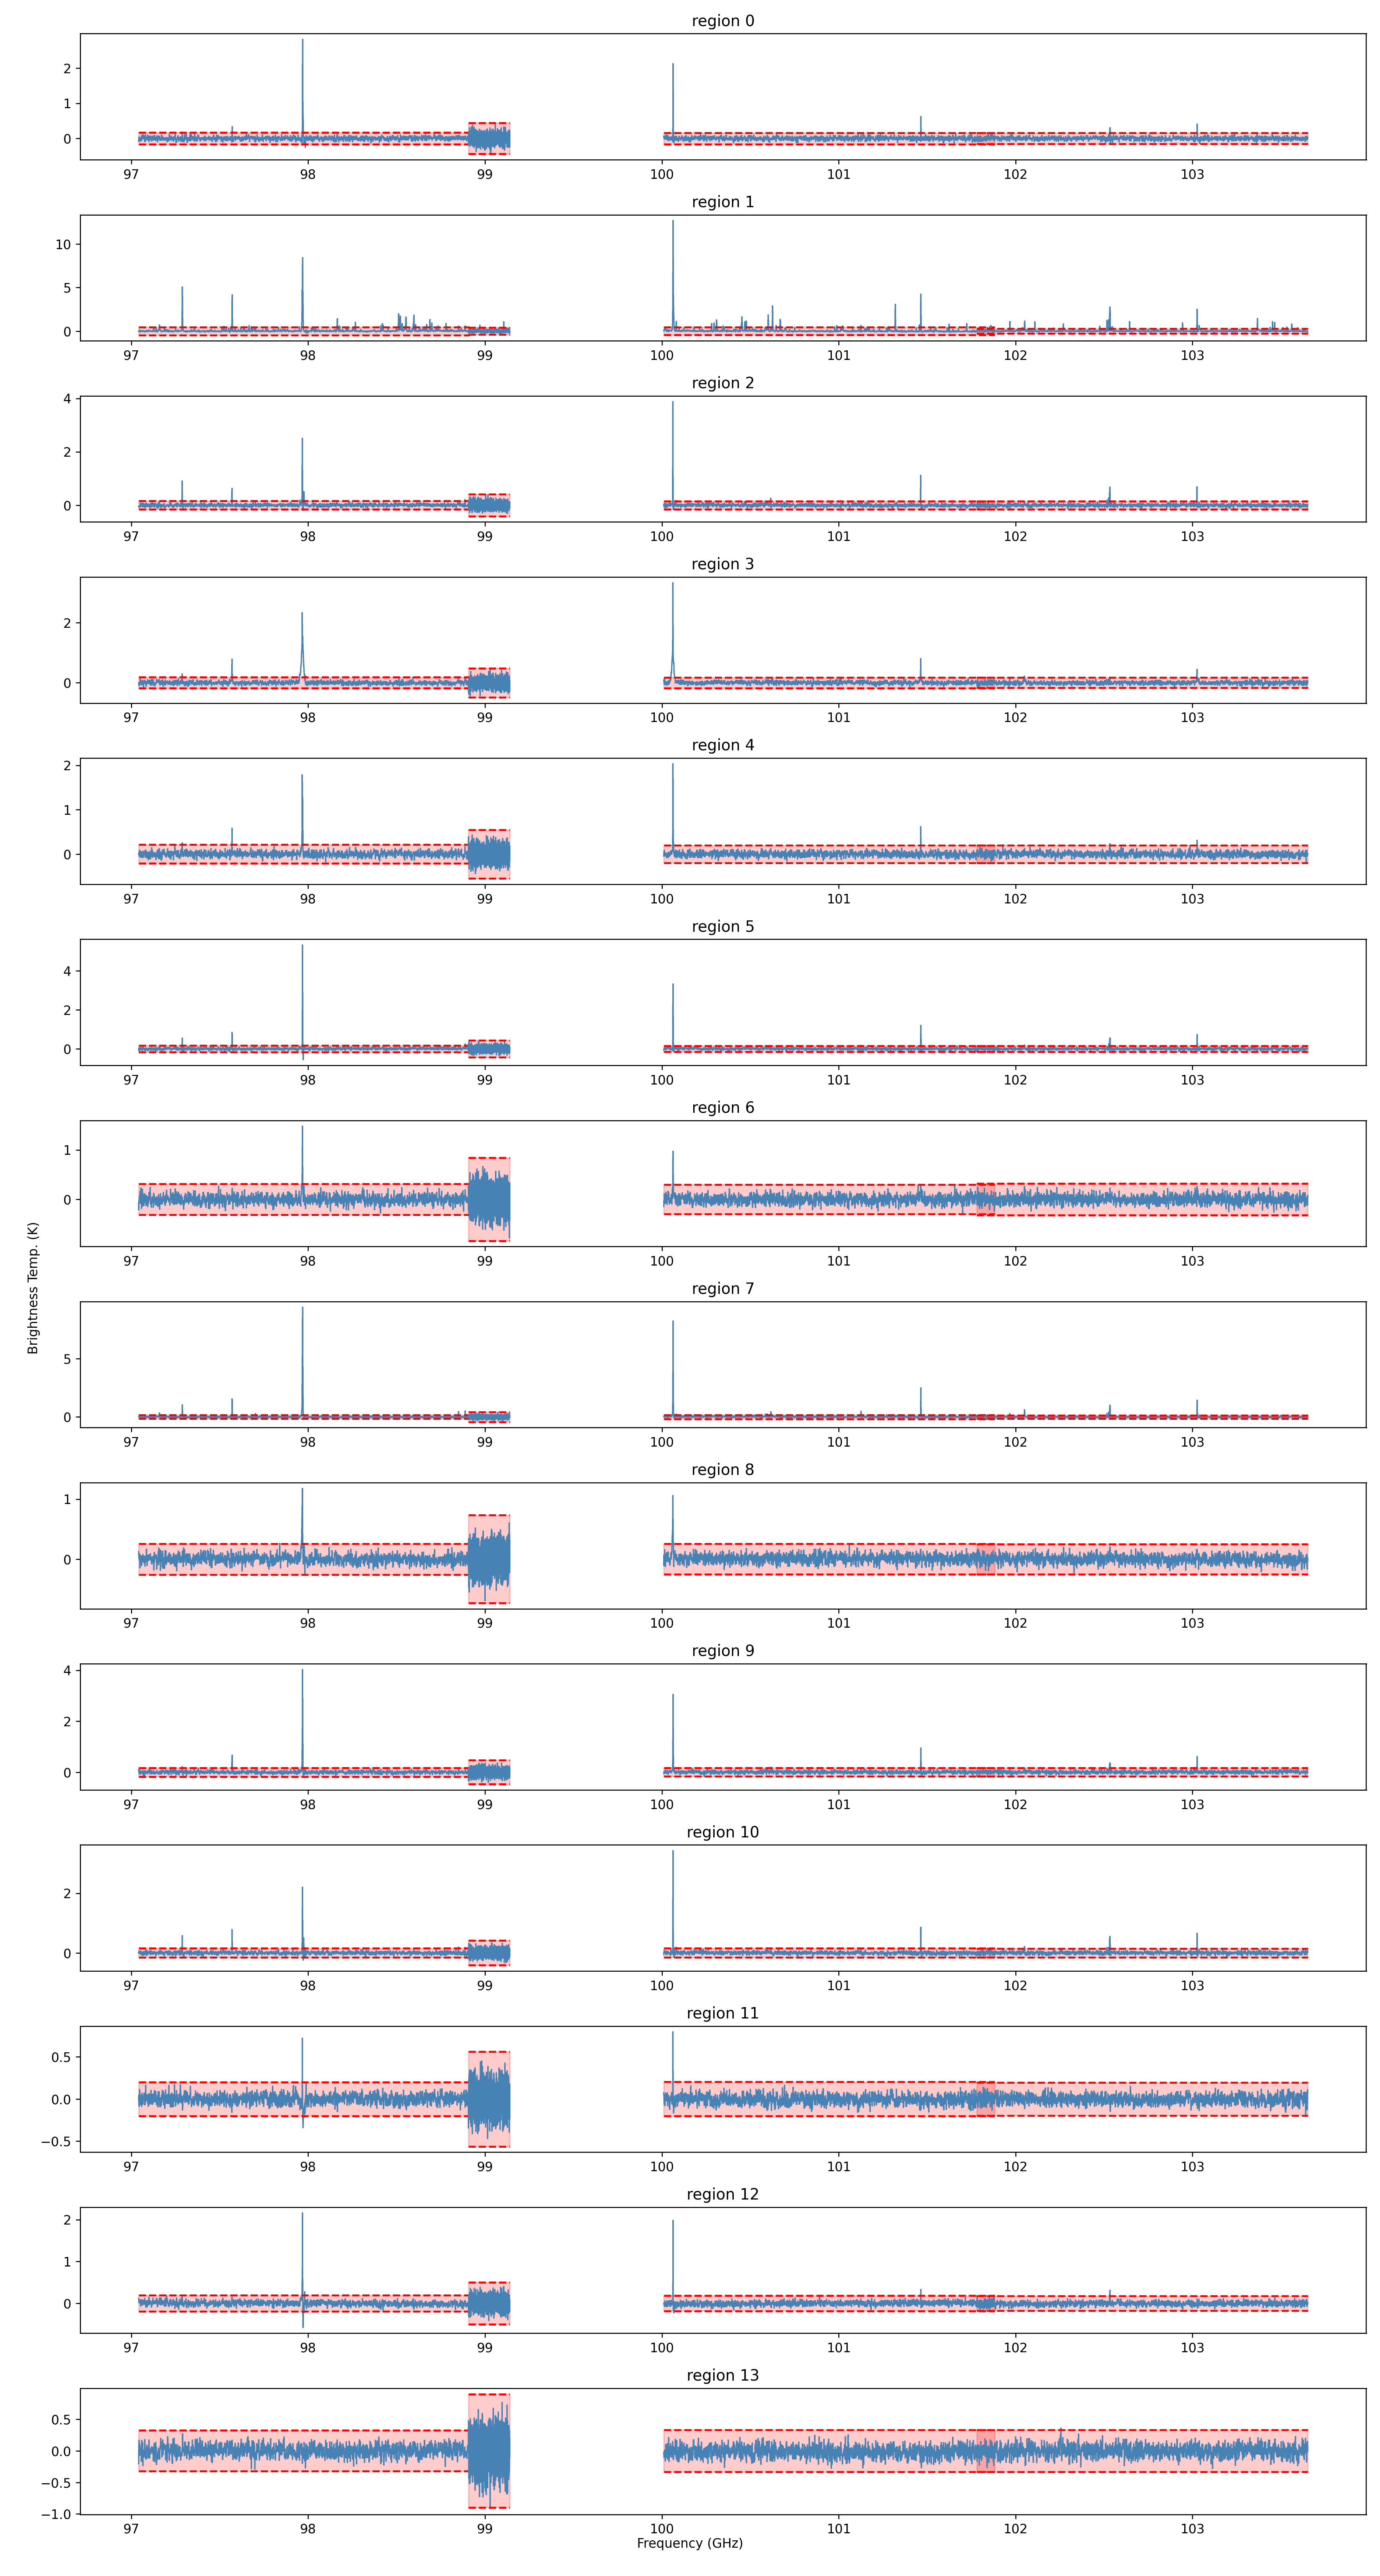 region 0
2
1
0
97 98 99 100 101 102 103
region 1
10
5
0
97 98 99 100 101 102 103
region 2
4
2
0
97 98 99 100 101 102 103
region 3
2
0
97 98 99 100 101 102 103
region 4
2
1
0
97 98 99 100 101 102 103
region 5
4
2
0
97 98 99 100 101 102 103
region 6
1
0
97 98 99 100 101 102 103
Brightness Temp. (K)
region 7
5
0
97 98 99 100 101 102 103
region 8
1
0
97 98 99 100 101 102 103
region 9
4
2
0
97 98 99 100 101 102 103
region 10
2
0
97 98 99 100 101 102 103
region 11
0.5
0.0
−0.5
97 98 99 100 101 102 103
region 12
2
1
0
97 98 99 100 101 102 103
region 13
0.5
0.0
−0.5
−1.0
97 98 99 100 101 102 103
Frequency (GHz)